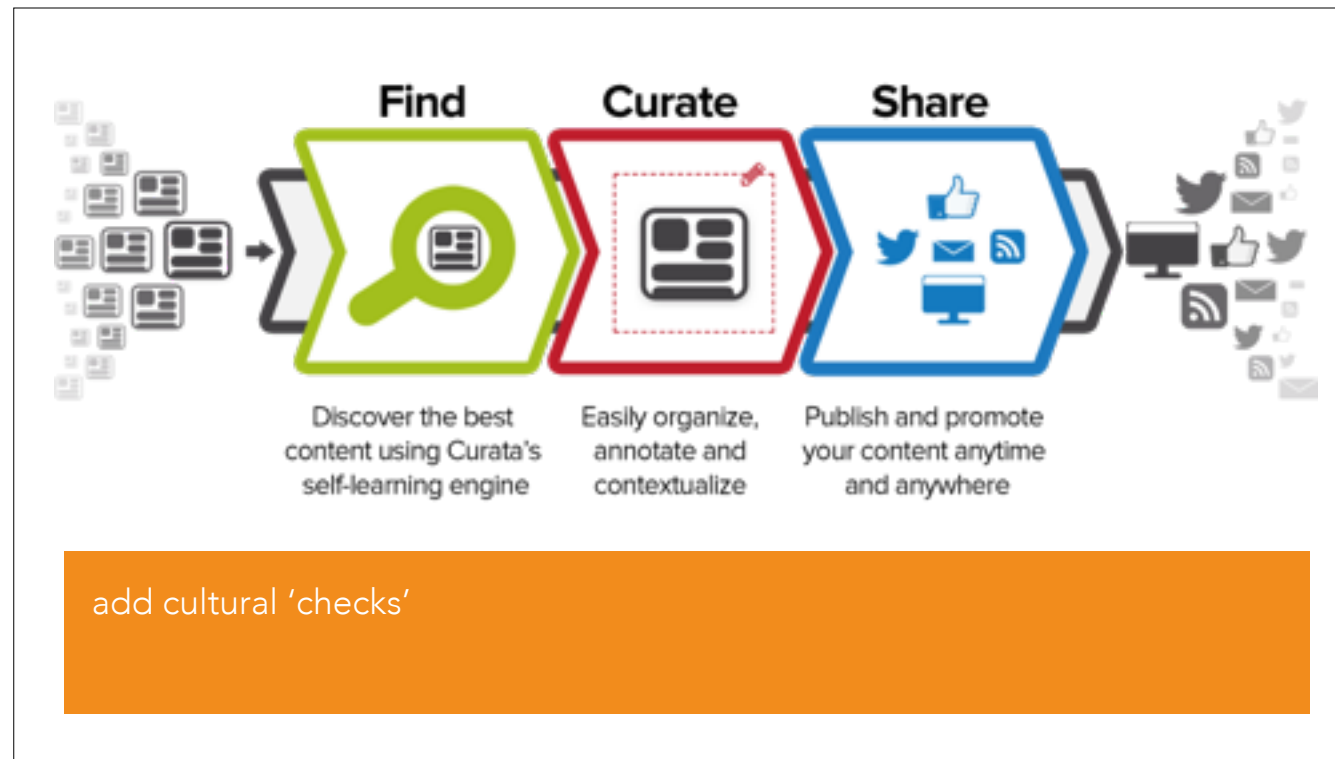 Find
Curate
Share
Discover the best
content using Curata's
self-learning engine
Easily organize,
annotate and
contextualize
Publish and promote
your content anytime
and anywhere
add cultural ‘checks’